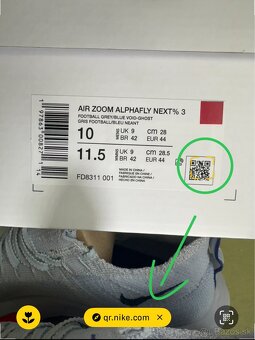 AIR ZOOM ALPHAFLY NEXT% 3
FOOTBALL GREY/BLUE VOID-GHOST
GRIS FOOTBALL/BLEU NEANT
10 UK 9 cm 28
BR 42 EUR 44
11.5 UK 9 cm 28.5
BR 42 EUR 44
FD8311 001
MADE IN CHINA /
FABRIQUE EN CHINE /
HECHO EN CHINA
qr.nike.com